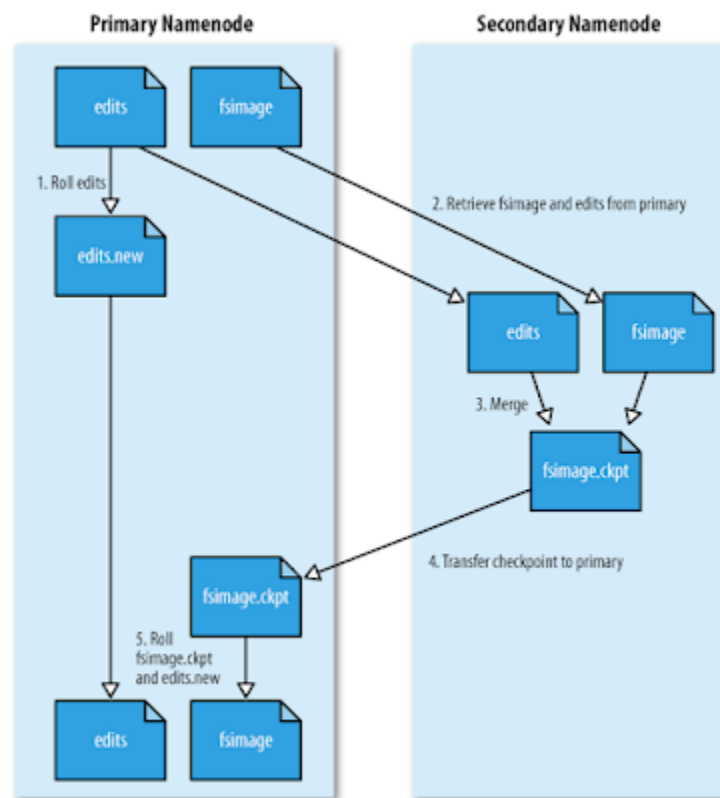 Primary Namenode
Secondary Namenode
edits
fsimage
1. Roll edits
2. Retrieve fsimage and edits from primary
edits.new
edits
fsimage
3. Merge
fsimage.ckpt
4. Transfer checkpoint to primary
fsimage.ckpt
5. Roll
fsimage.ckpt
and edits.new
edits
fsimage